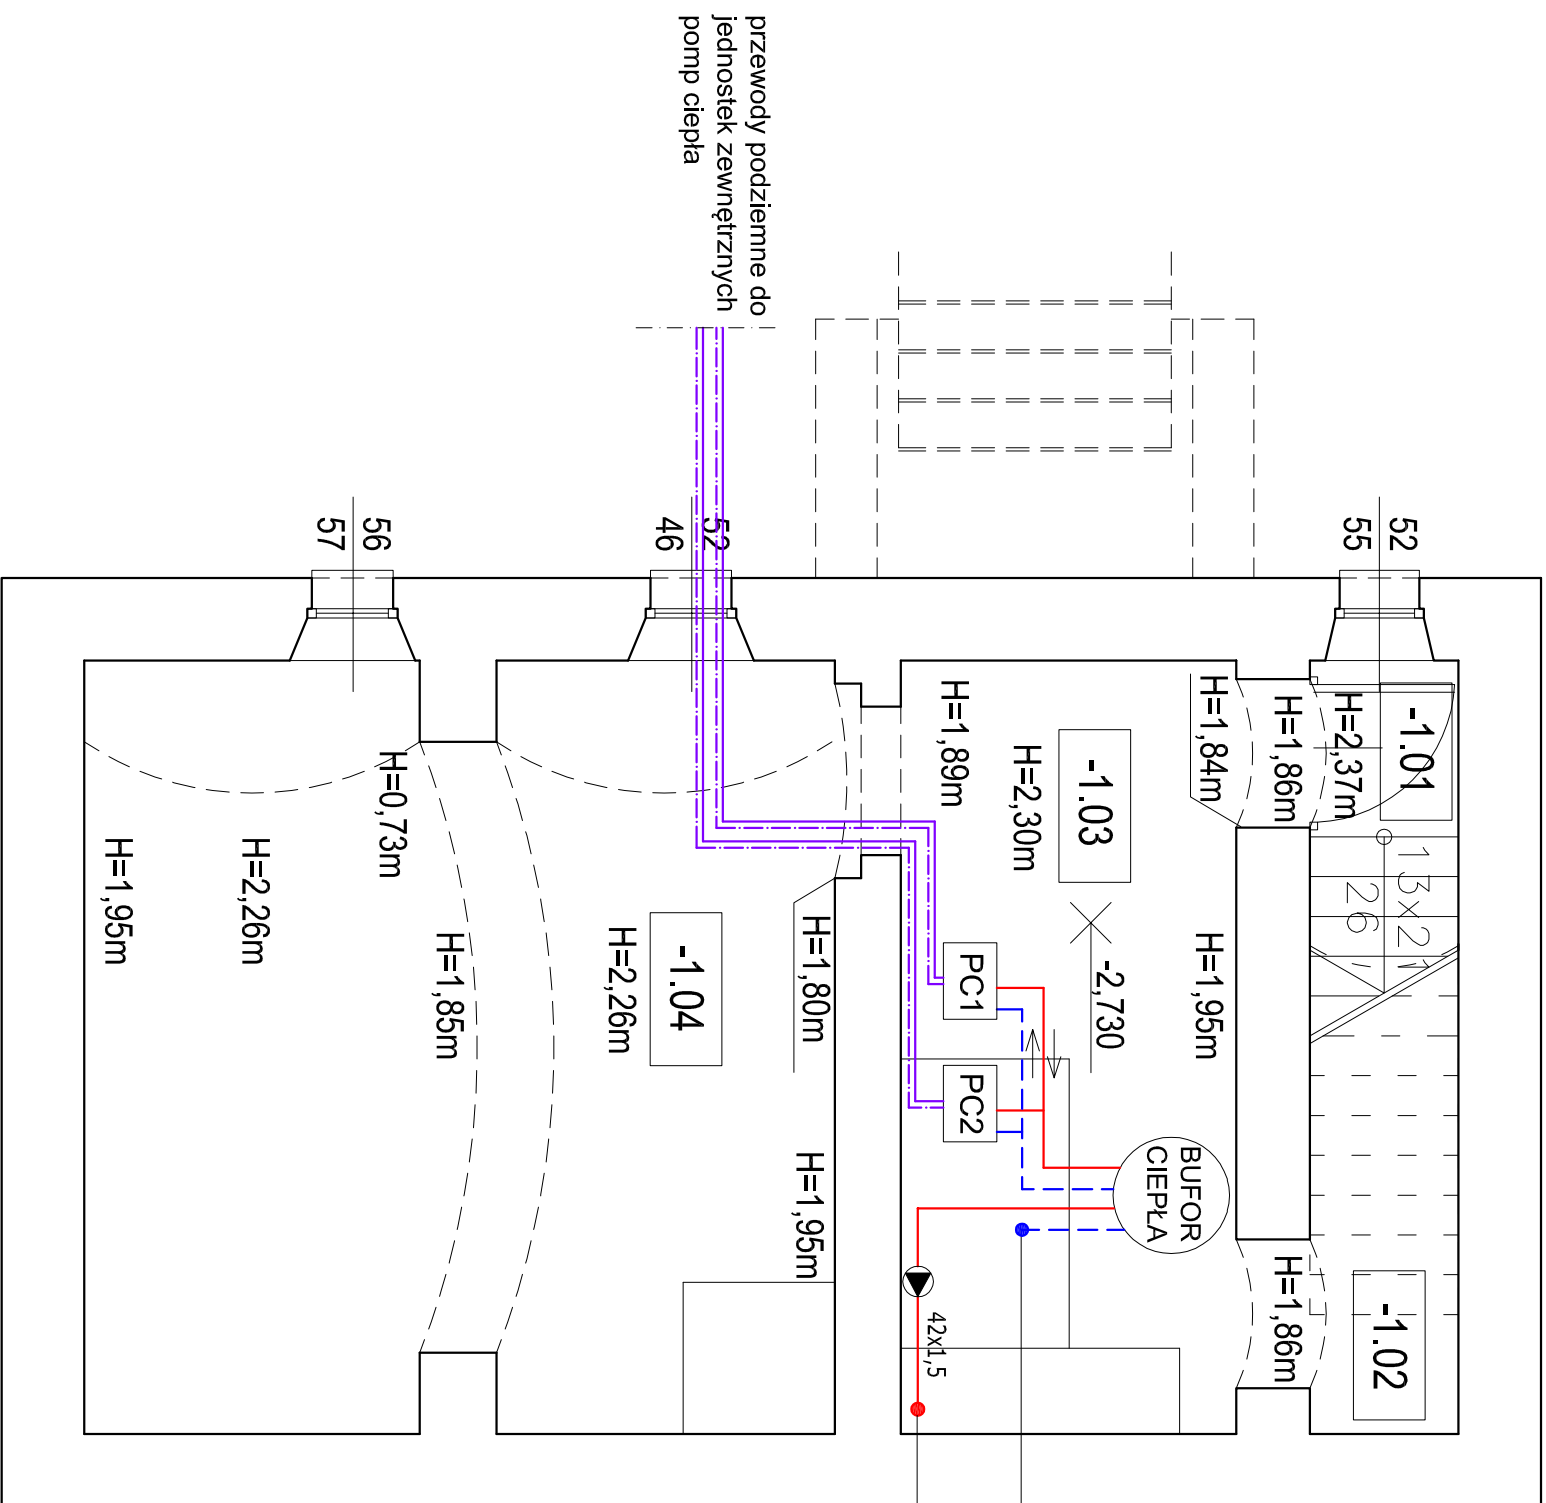 przewody podziemne do
jednostek zewnętrznych
pomp ciepła
52
55
52
46
56
57
-1.01
H=2,37m
H=1,86m
H=1,84m
13x21
26
-1.03
H=2,30m
H=1,89m
-2,730
H=1,95m
PC1
PC2
BUFOR
CIEPŁA
42x1,5
-1.02
H=1,86m
H=1,80m
H=1,95m
-1.04
H=2,26m
H=0,73m
H=1,85m
H=2,26m
H=1,95m